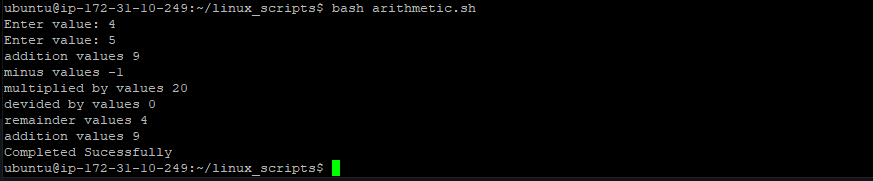 ubuntu@ip-172-31-10-249:~/linux_scripts$ bash arithmetic.sh
Enter value: 4
Enter value: 5
addition values 9
minus values -1
multiplied by values 20
devided by values 0
remainder values 4
addition values 9
Completed Sucessfully
ubuntu@ip-172-31-10-249:~/linux_scripts$